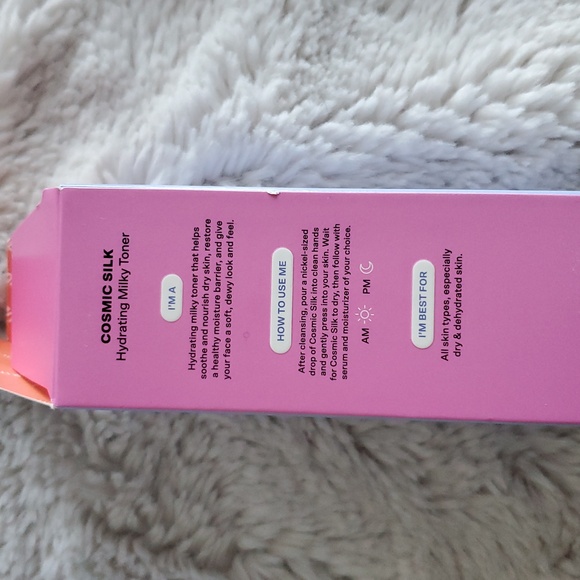 COSMIC SILK
Hydrating Milky Toner
I'M A
Hydrating milky toner that helps
soothe and nourish dry skin, restore
a healthy moisture barrier, and give
your face a soft, dewy look and feel.
HOW TO USE ME
After cleansing, pour a nickel-sized
drop of Cosmic Silk into clean hands
and gently press into your skin. Wait
for Cosmic Silk to dry, then follow with
serum and moisturizer of your choice.
AM PM
I'M BEST FOR
All skin types, especially
dry & dehydrated skin.